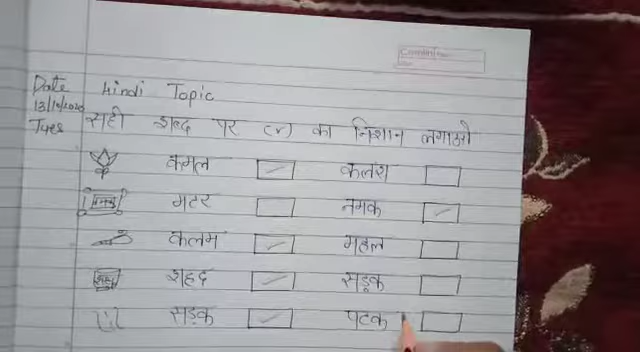 Date Hindi Topic
13/10/2020
Tues सही शब्द पर (✓) का निशान लगाओ
कमल ✓ कलश
मटर नमक ✓
कलम ✓ महल
शहद ✓ सड़क
सड़क ✓ पटक